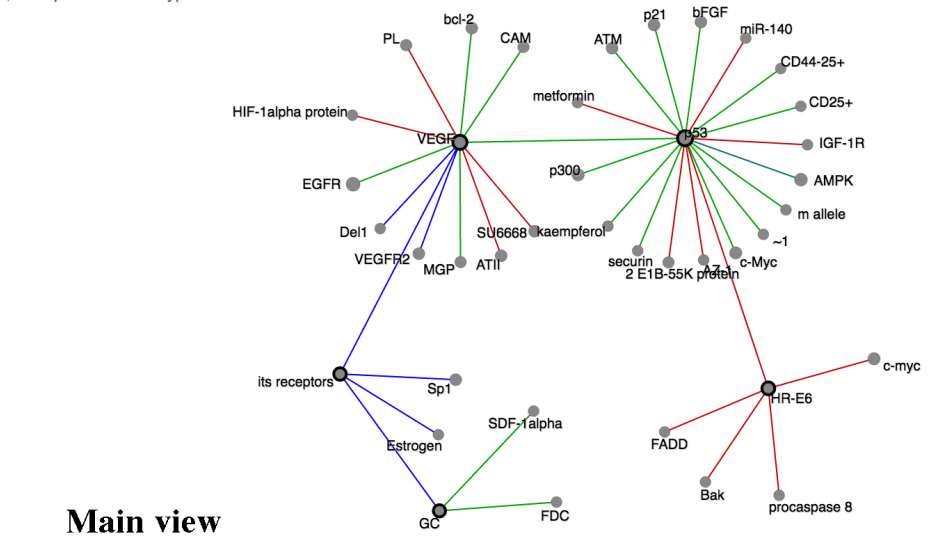 bcl-2
p21
bFGF
miR-140
PL
CAM
ATM
CD44-25+
metformin
CD25+
HIF-1alpha protein
VEGF
p53
IGF-1R
p300
AMPK
EGFR
m allele
Del1
SU6668
kaempferol
~1
VEGFR2
MGP
ATII
securin
c-Myc
2 E1B-55K protein
its receptors
Sp1
c-myc
HR-E6
SDF-1alpha
Estrogen
FADD
Bak
procaspase 8
GC
FDC
Main view